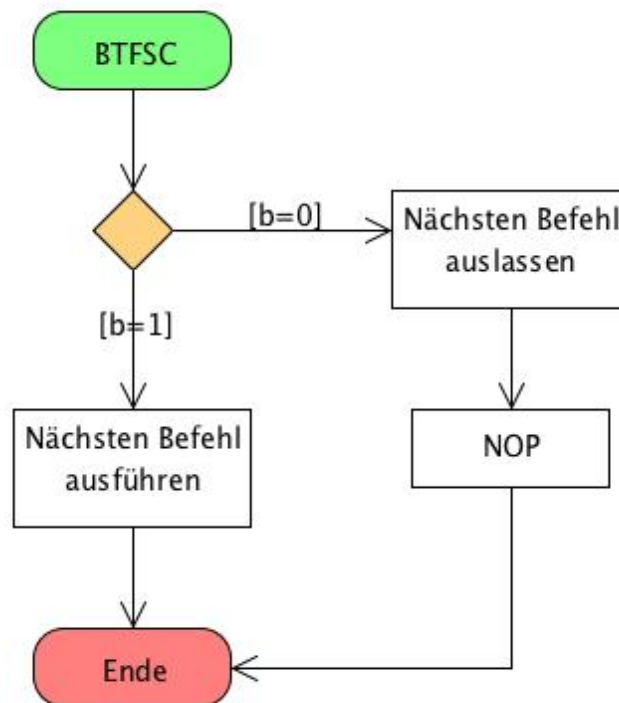 BTFSC
[b=0]
Nächsten Befehl
auslassen
[b=1]
Nächsten Befehl
ausführen
NOP
Ende